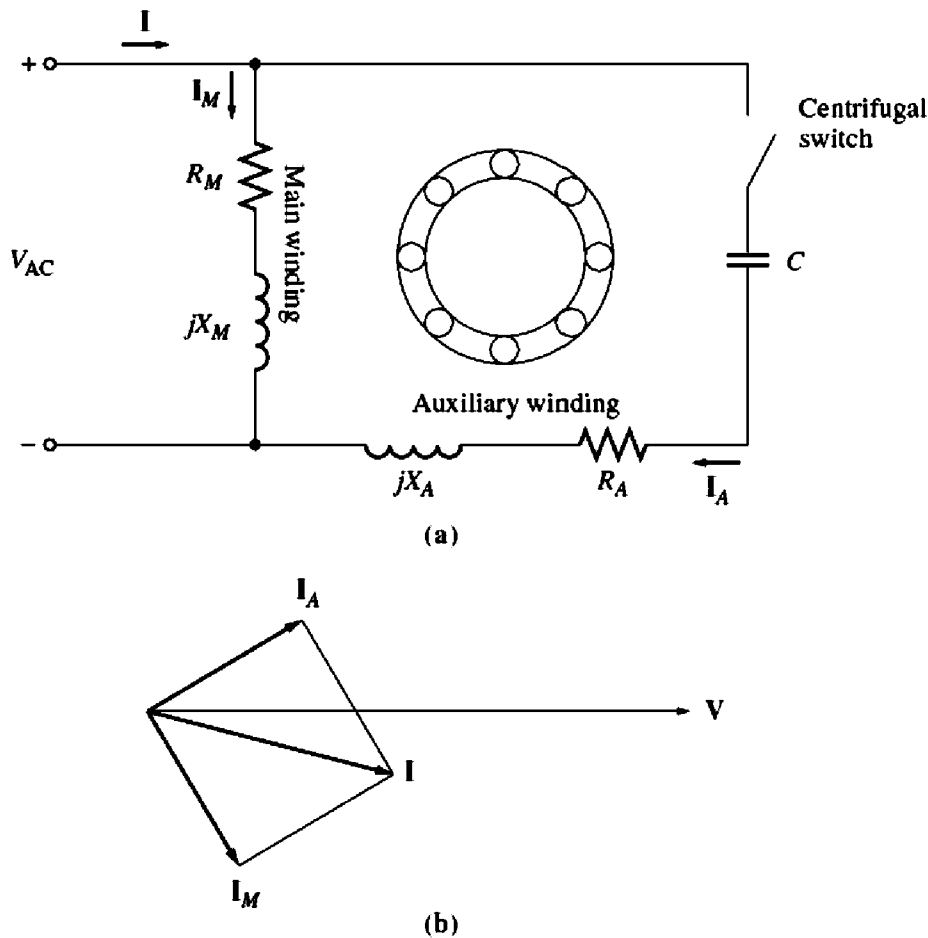 I
+
I_M
Centrifugal
switch
R_M
Main winding
V_AC
C
jX_M
Auxiliary winding
−
jX_A
R_A
I_A
(a)
I_A
V
I
I_M
(b)